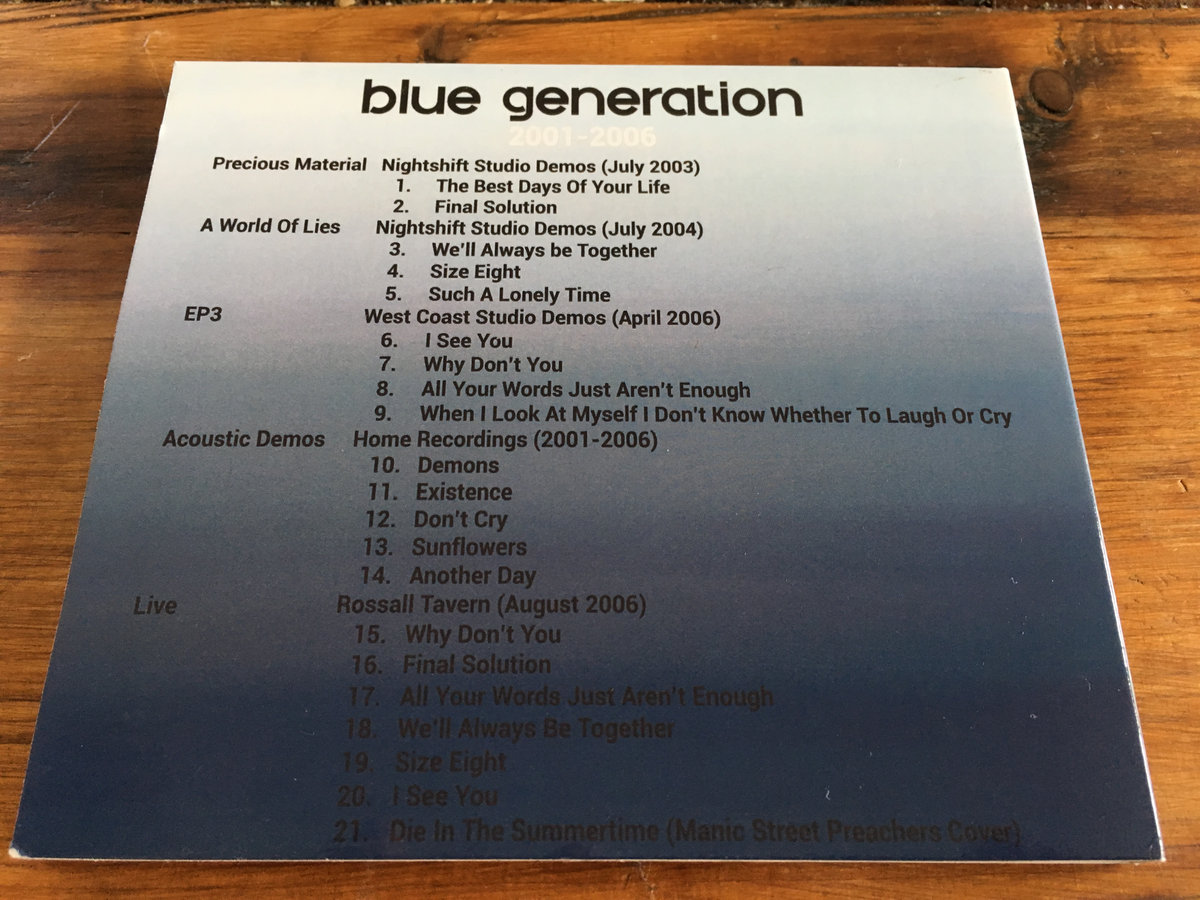 blue generation
2001-2006
Precious Material Nightshift Studio Demos (July 2003)
1. The Best Days Of Your Life
2. Final Solution
A World Of Lies Nightshift Studio Demos (July 2004)
3. We'll Always be Together
4. Size Eight
5. Such A Lonely Time
EP3 West Coast Studio Demos (April 2006)
6. I See You
7. Why Don't You
8. All Your Words Just Aren't Enough
9. When I Look At Myself I Don't Know Whether To Laugh Or Cry
Acoustic Demos Home Recordings (2001-2006)
10. Demons
11. Existence
12. Don't Cry
13. Sunflowers
14. Another Day
Live Rossall Tavern (August 2006)
15. Why Don't You
16. Final Solution
17. All Your Words Just Aren't Enough
18. We'll Always Be Together
19. Size Eight
20. I See You
21. Die In The Summertime (Manic Street Preachers Cover)